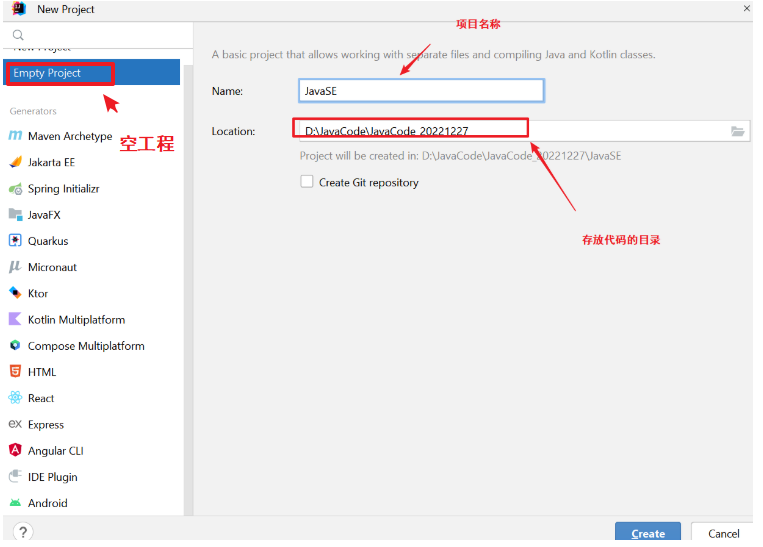 New Project
项目名称
New Project
A basic project that allows working with separate files and compiling Java and Kotlin classes.
Empty Project
Name:
JavaSE
Generators
Maven Archetype
空工程
Location:
D:\JavaCode\JavaCode_20221227
Project will be created in: D:\JavaCode\JavaCode_20221227\JavaSE
Jakarta EE
Create Git repository
Spring Initializr
JavaFX
存放代码的目录
Quarkus
Micronaut
Ktor
Kotlin Multiplatform
Compose Multiplatform
HTML
React
ex Express
Angular CLI
IDE Plugin
Android
?
Create
Cancel